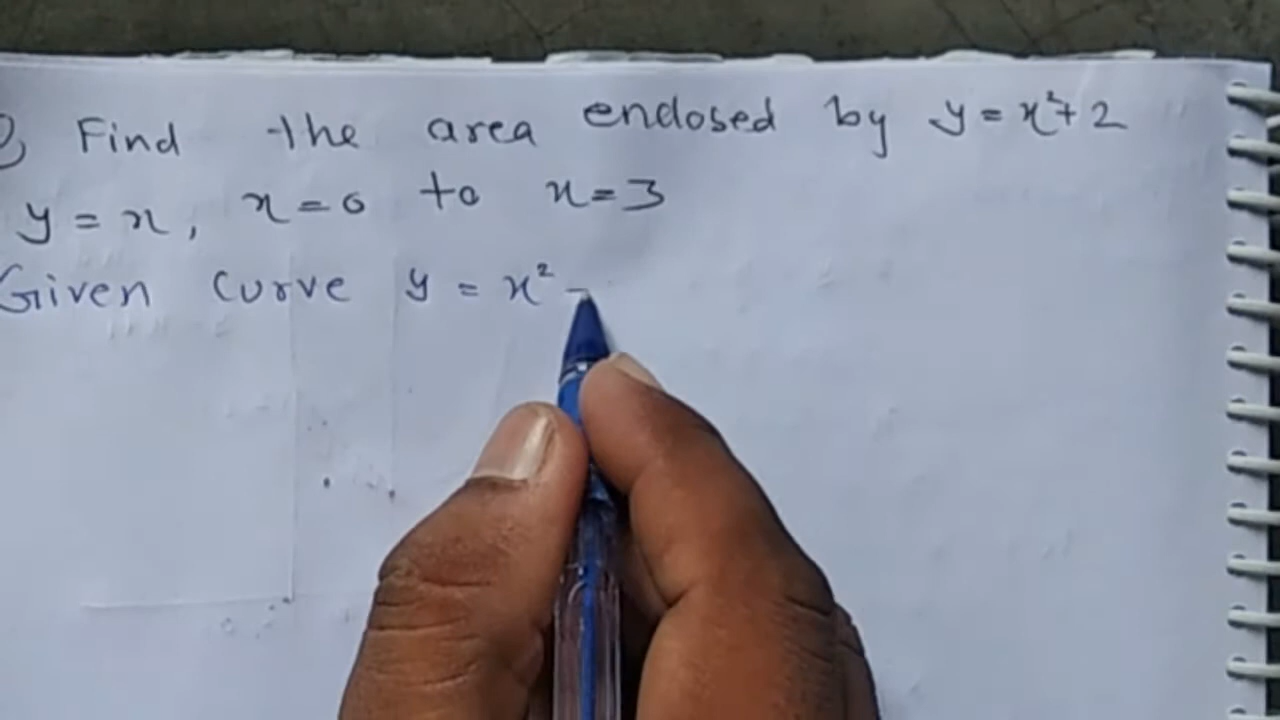 Q) Find the area enclosed by y = x²+2
y = x, x=0 to x=3
Given curve y = x² -